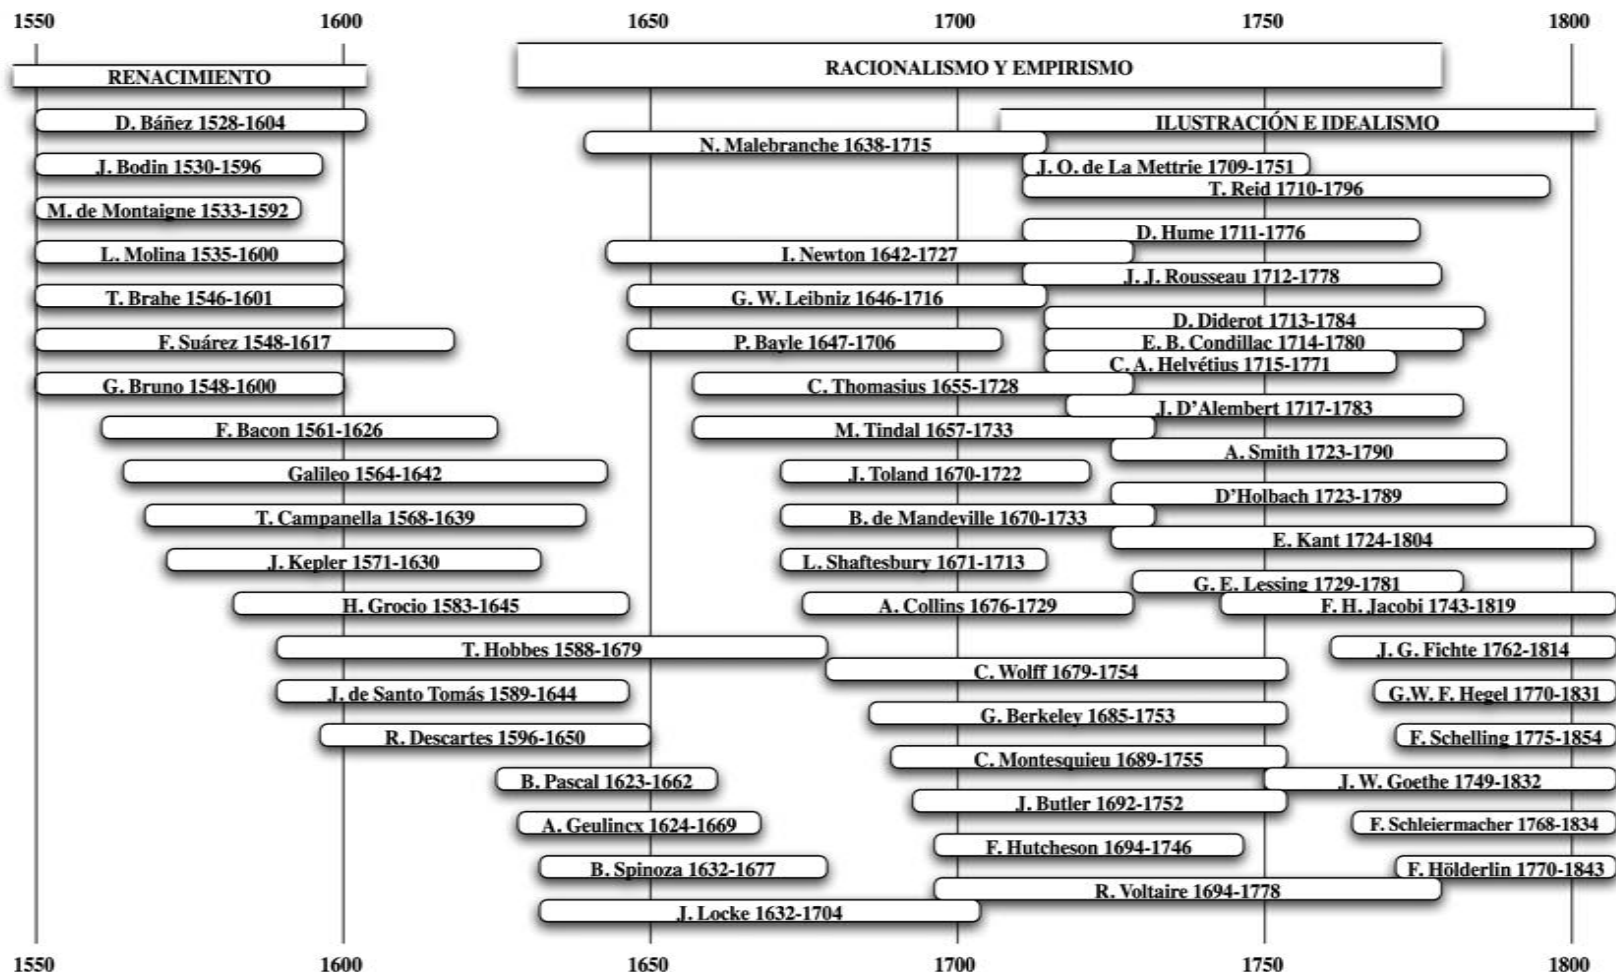 1550 1600 1650 1700 1750 1800
RENACIMIENTO
RACIONALISMO Y EMPIRISMO
ILUSTRACIÓN E IDEALISMO
D. Báñez 1528-1604
J. Bodin 1530-1596
M. de Montaigne 1533-1592
L. Molina 1535-1600
T. Brahe 1546-1601
F. Suárez 1548-1617
G. Bruno 1548-1600
F. Bacon 1561-1626
Galileo 1564-1642
T. Campanella 1568-1639
J. Kepler 1571-1630
H. Grocio 1583-1645
T. Hobbes 1588-1679
J. de Santo Tomás 1589-1644
R. Descartes 1596-1650
B. Pascal 1623-1662
A. Geulincx 1624-1669
B. Spinoza 1632-1677
J. Locke 1632-1704
N. Malebranche 1638-1715
I. Newton 1642-1727
G. W. Leibniz 1646-1716
P. Bayle 1647-1706
C. Thomasius 1655-1728
M. Tindal 1657-1733
J. Toland 1670-1722
B. de Mandeville 1670-1733
L. Shaftesbury 1671-1713
A. Collins 1676-1729
C. Wolff 1679-1754
G. Berkeley 1685-1753
C. Montesquieu 1689-1755
J. Butler 1692-1752
F. Hutcheson 1694-1746
R. Voltaire 1694-1778
J. O. de La Mettrie 1709-1751
T. Reid 1710-1796
D. Hume 1711-1776
J. J. Rousseau 1712-1778
D. Diderot 1713-1784
E. B. Condillac 1714-1780
C. A. Helvétius 1715-1771
J. D’Alembert 1717-1783
A. Smith 1723-1790
D’Holbach 1723-1789
E. Kant 1724-1804
G. E. Lessing 1729-1781
F. H. Jacobi 1743-1819
J. G. Fichte 1762-1814
G.W. F. Hegel 1770-1831
F. Schelling 1775-1854
J. W. Goethe 1749-1832
F. Schleiermacher 1768-1834
F. Hölderlin 1770-1843
1550 1600 1650 1700 1750 1800